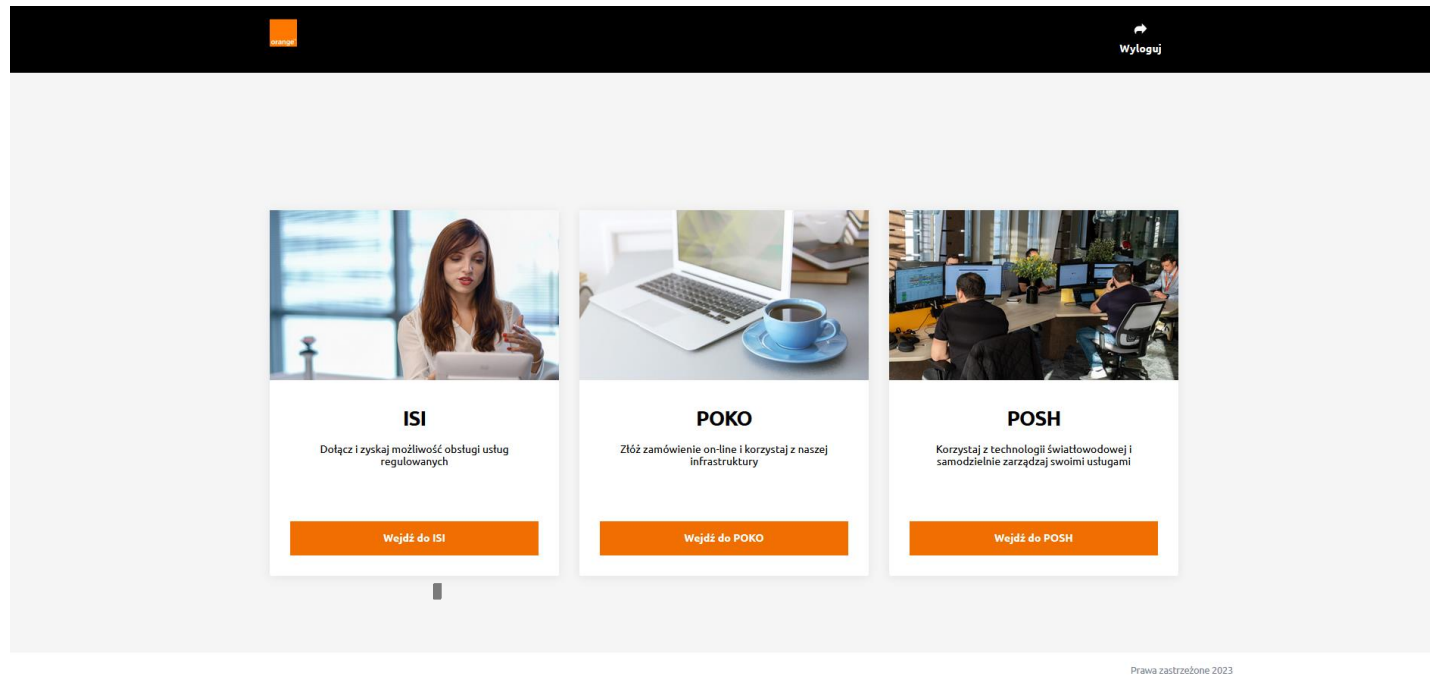 orange
Wyloguj
ISI
Dołącz i zyskaj możliwość obsługi usług
regulowanych
Wejdź do ISI
POKO
Złóż zamówienie on-line i korzystaj z naszej
infrastruktury
Wejdź do POKO
POSH
Korzystaj z technologii światłowodowej i
samodzielnie zarządzaj swoimi usługami
Wejdź do POSH
Prawa zastrzeżone 2023